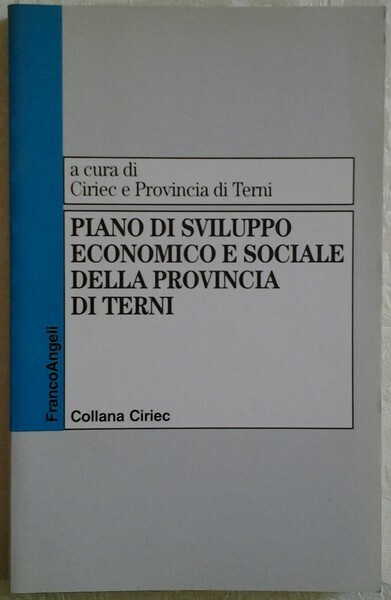 a cura di
Ciriec e Provincia di Terni
PIANO DI SVILUPPO
ECONOMICO E SOCIALE
DELLA PROVINCIA
DI TERNI
FrancoAngeli
Collana Ciriec